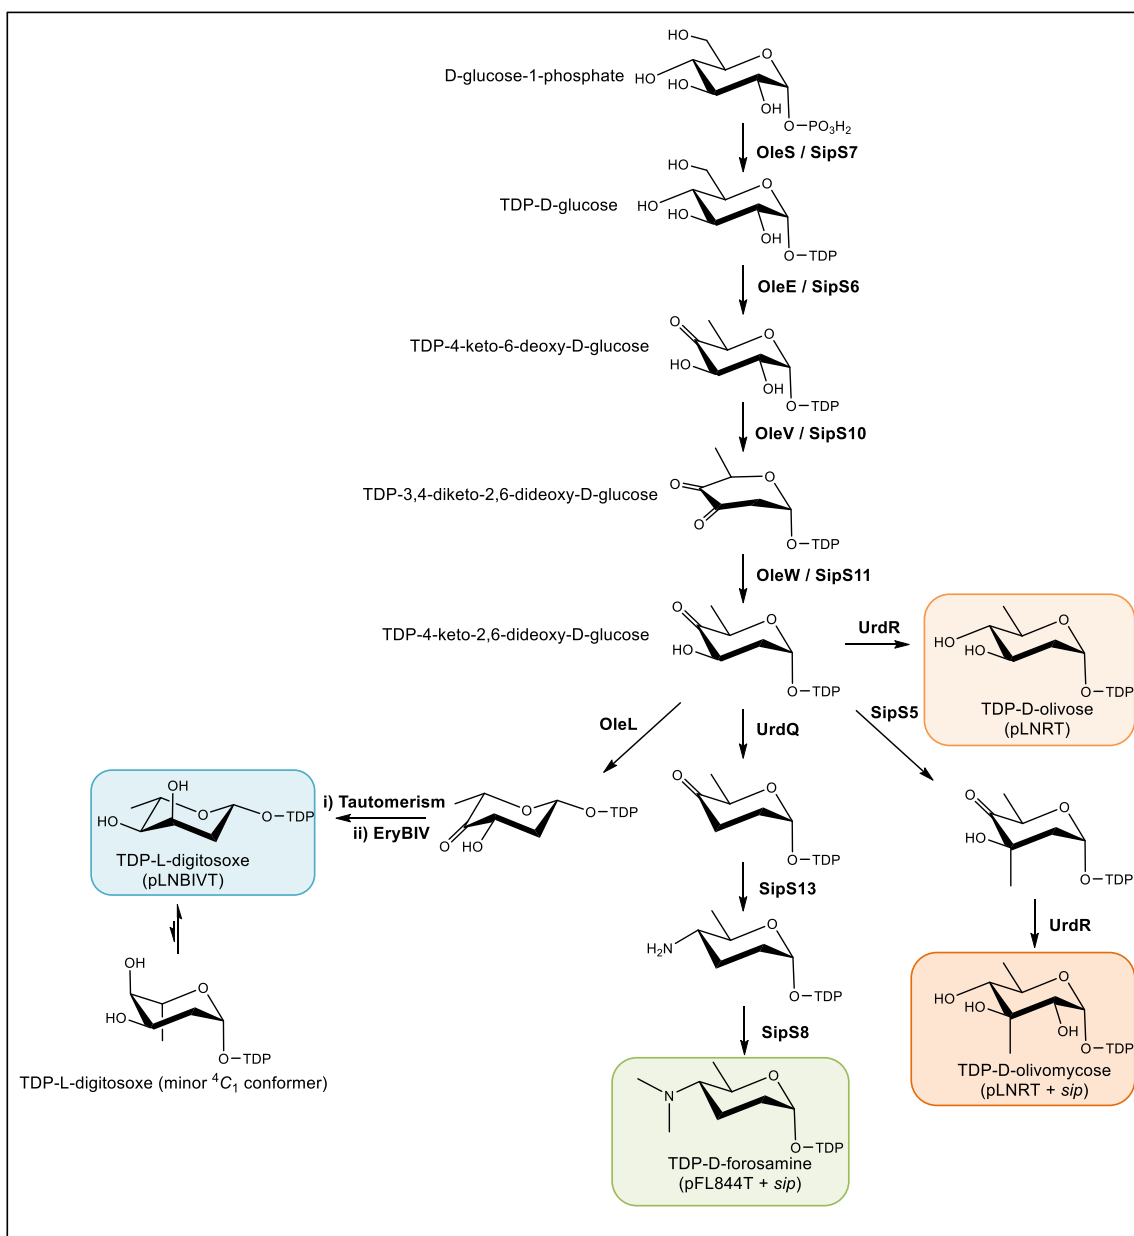 HO
O
D-glucose-1-phosphate
HO
HO
OH
O–PO3H2
OleS / SipS7
HO
O
TDP-D-glucose
HO
HO
OH
O–TDP
OleE / SipS6
O
O
TDP-4-keto-6-deoxy-D-glucose
HO
OH
O–TDP
OleV / SipS10
O
O
TDP-3,4-diketo-2,6-dideoxy-D-glucose
O
O–TDP
OleW / SipS11
O
O
TDP-4-keto-2,6-dideoxy-D-glucose
HO
O–TDP
UrdR
O
HO
HO
O–TDP
TDP-D-olivose
(pLNRT)
OleL
UrdQ
SipS5
OH
O
O–TDP
HO
TDP-L-digitosoxe
(pLNBIVT)
i) Tautomerism
ii) EryBIV
O
O–TDP
O
HO
O
O
O–TDP
O
O
HO
O–TDP
SipS13
UrdR
H2N
O
O–TDP
OH
O
HO
O–TDP
TDP-L-digitosoxe (minor 4C1 conformer)
SipS8
O
N
O–TDP
TDP-D-forosamine
(pFL844T + sip)
O
HO
HO
OH
O–TDP
TDP-D-olivomycose
(pLNRT + sip)